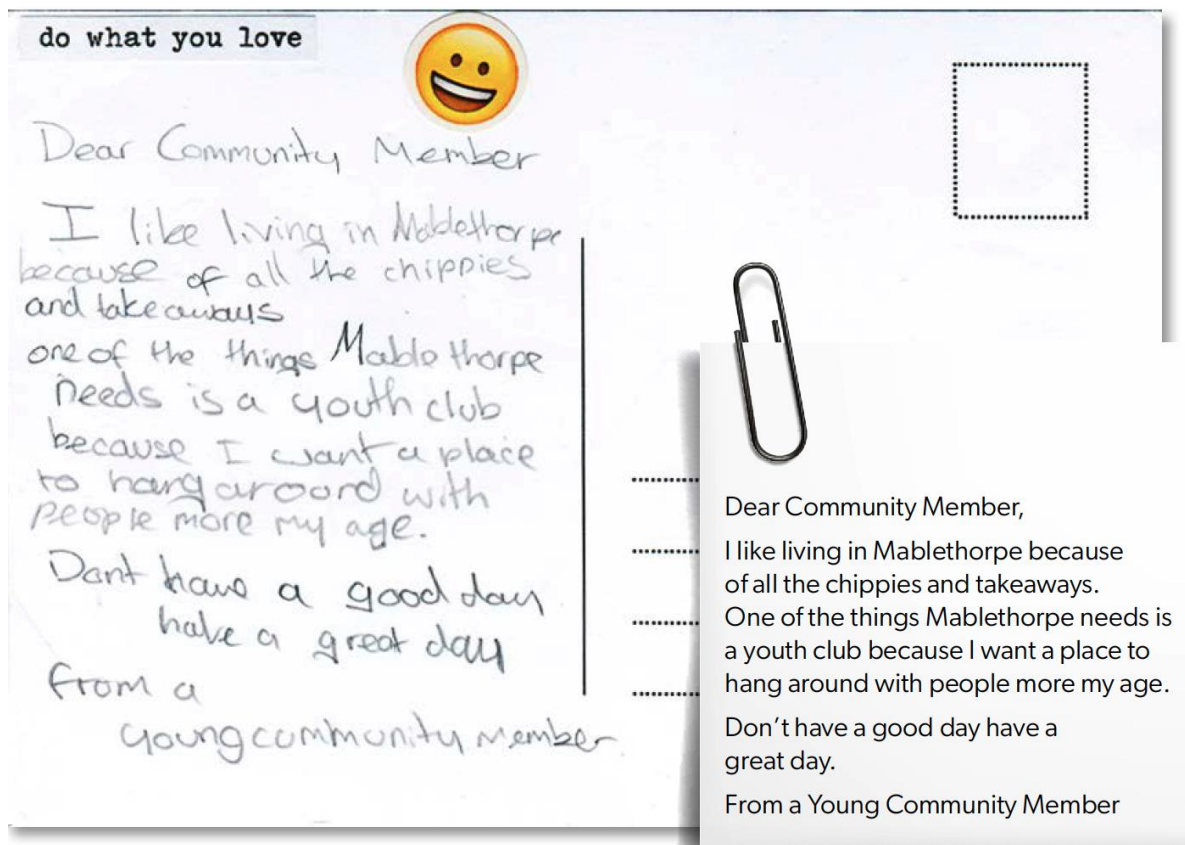 do what you love
Dear Community Member
I like living in Mablethorpe
because of all the chippies
and takeaways
one of the things Mablethorpe
needs is a youth club
because I want a place
to hang aroord with
people more my age.
Dant have a good day
have a great day
from a
young community member
Dear Community Member,
I like living in Mablethorpe because
of all the chippies and takeaways.
One of the things Mablethorpe needs is
a youth club because I want a place to
hang around with people more my age.
Don't have a good day have a
great day.
From a Young Community Member